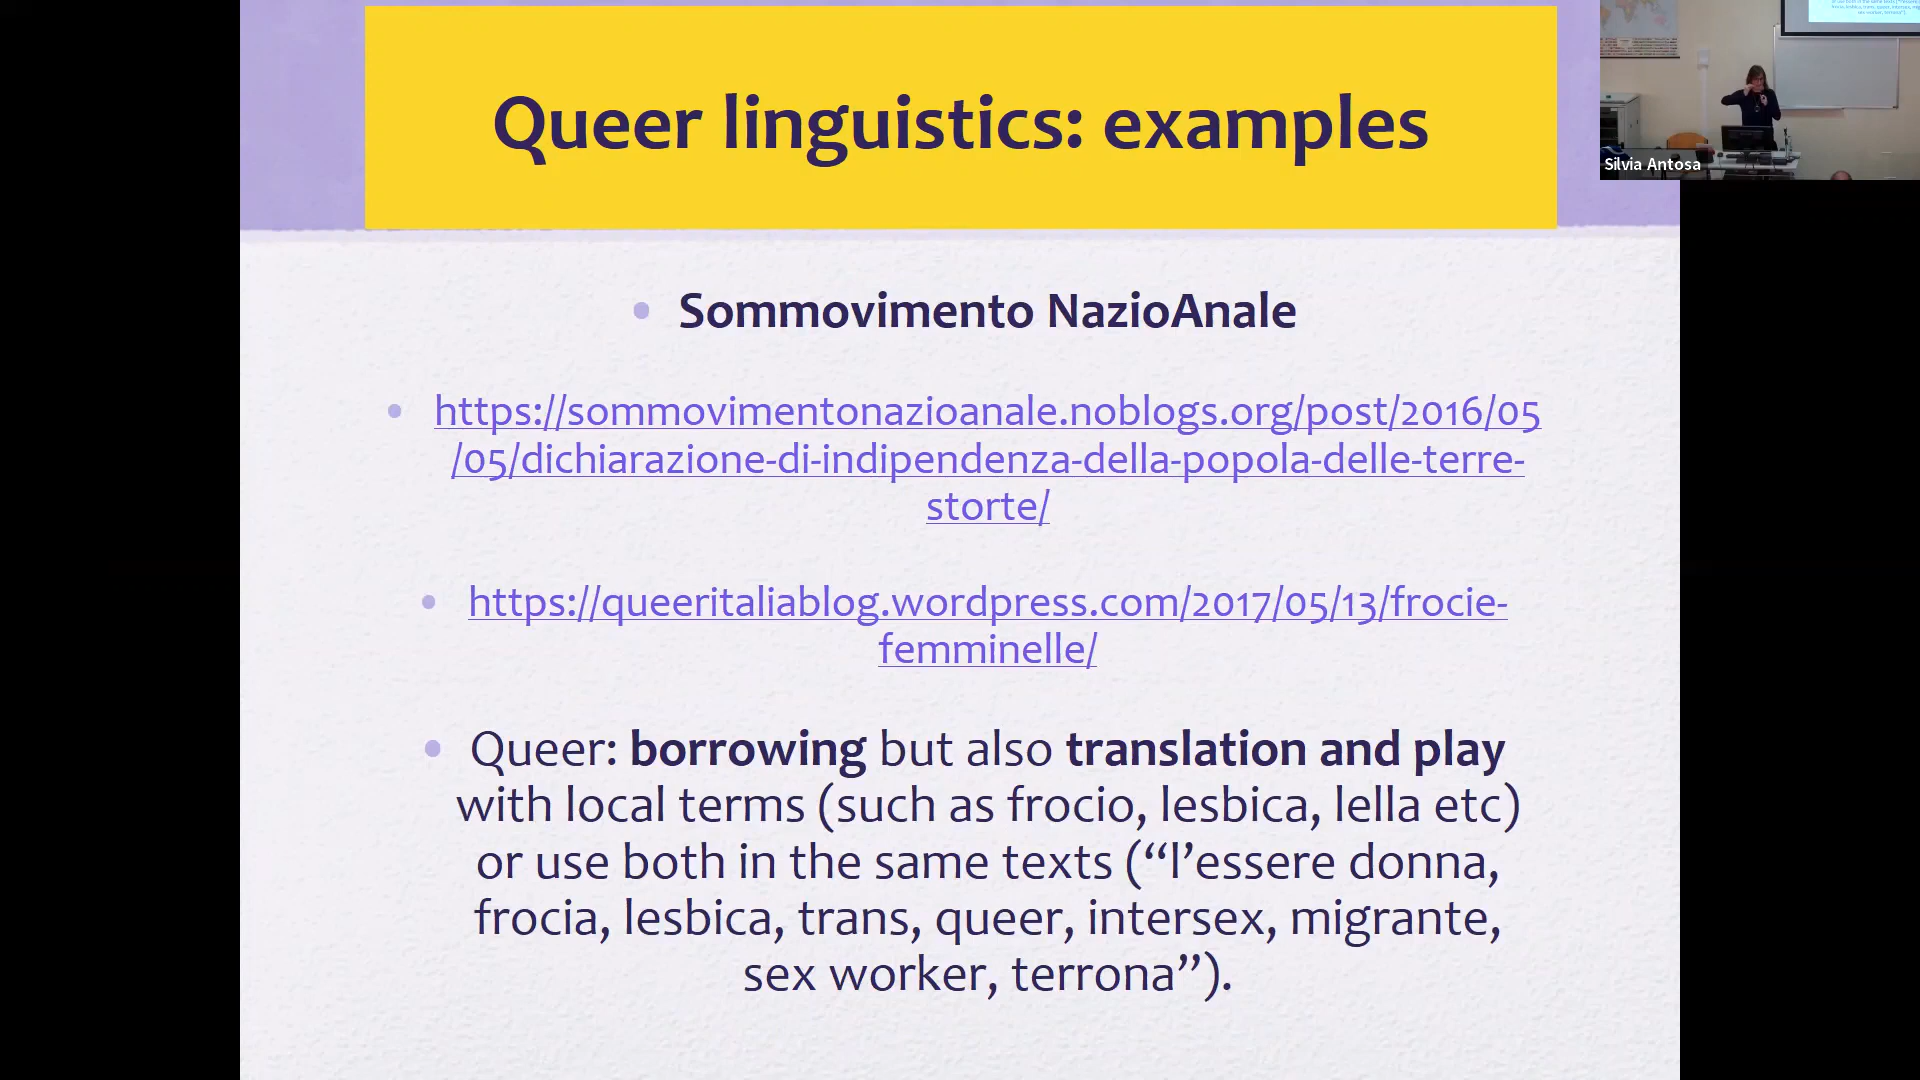 Queer linguistics: examples
Silvia Antosa
Sommovimento NazioAnale
https://sommovimentonazioanale.noblogs.org/post/2016/05
/05/dichiarazione-di-indipendenza-della-popola-delle-terre-
storte/
https://queeritaliablog.wordpress.com/2017/05/13/frocie-
femminelle/
Queer: borrowing but also translation and play
with local terms (such as frocio, lesbica, lella etc)
or use both in the same texts (“l’essere donna,
frocia, lesbica, trans, queer, intersex, migrante,
sex worker, terrona”).